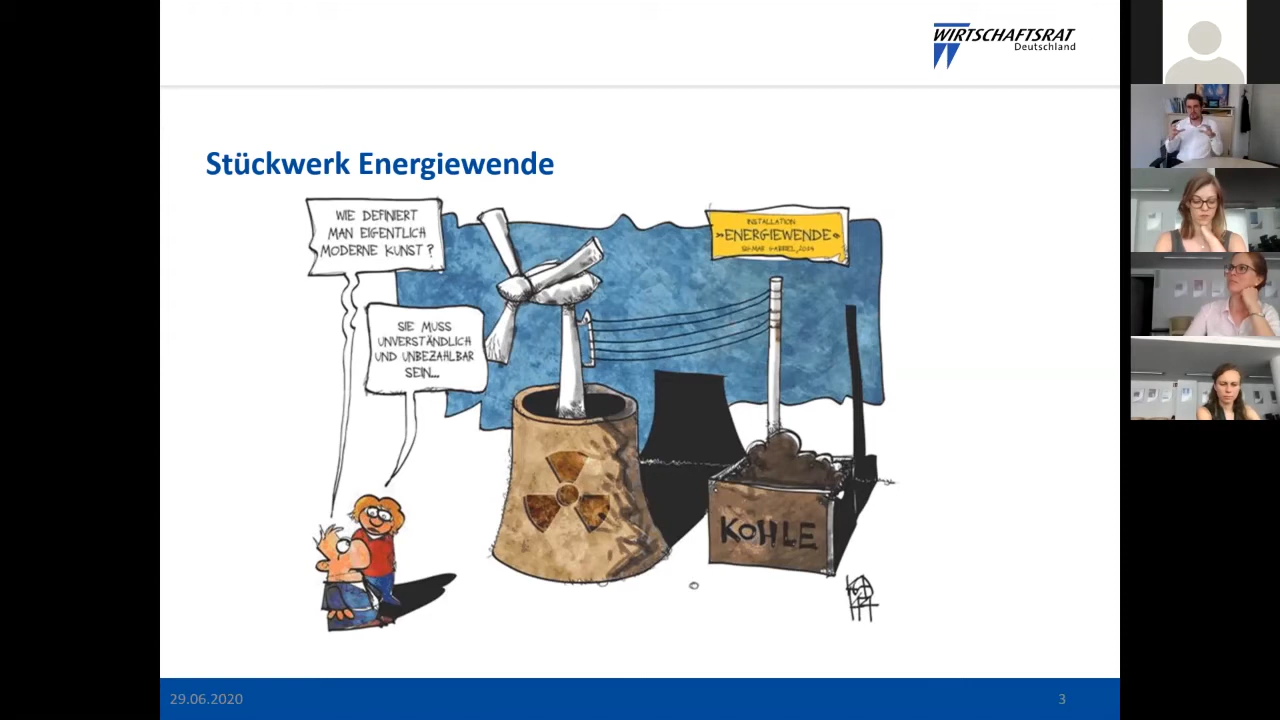 WIRTSCHAFTSRAT
Deutschland
Stückwerk Energiewende
WIE DEFINIERT
MAN EIGENTLICH
MODERNE KUNST?
SIE MUSS
UNVERSTÄNDLICH
UND UNBEZAHLBAR
SEIN...
INSTALLATION
»ENERGIEWENDE«
KOHLE
29.06.2020
3